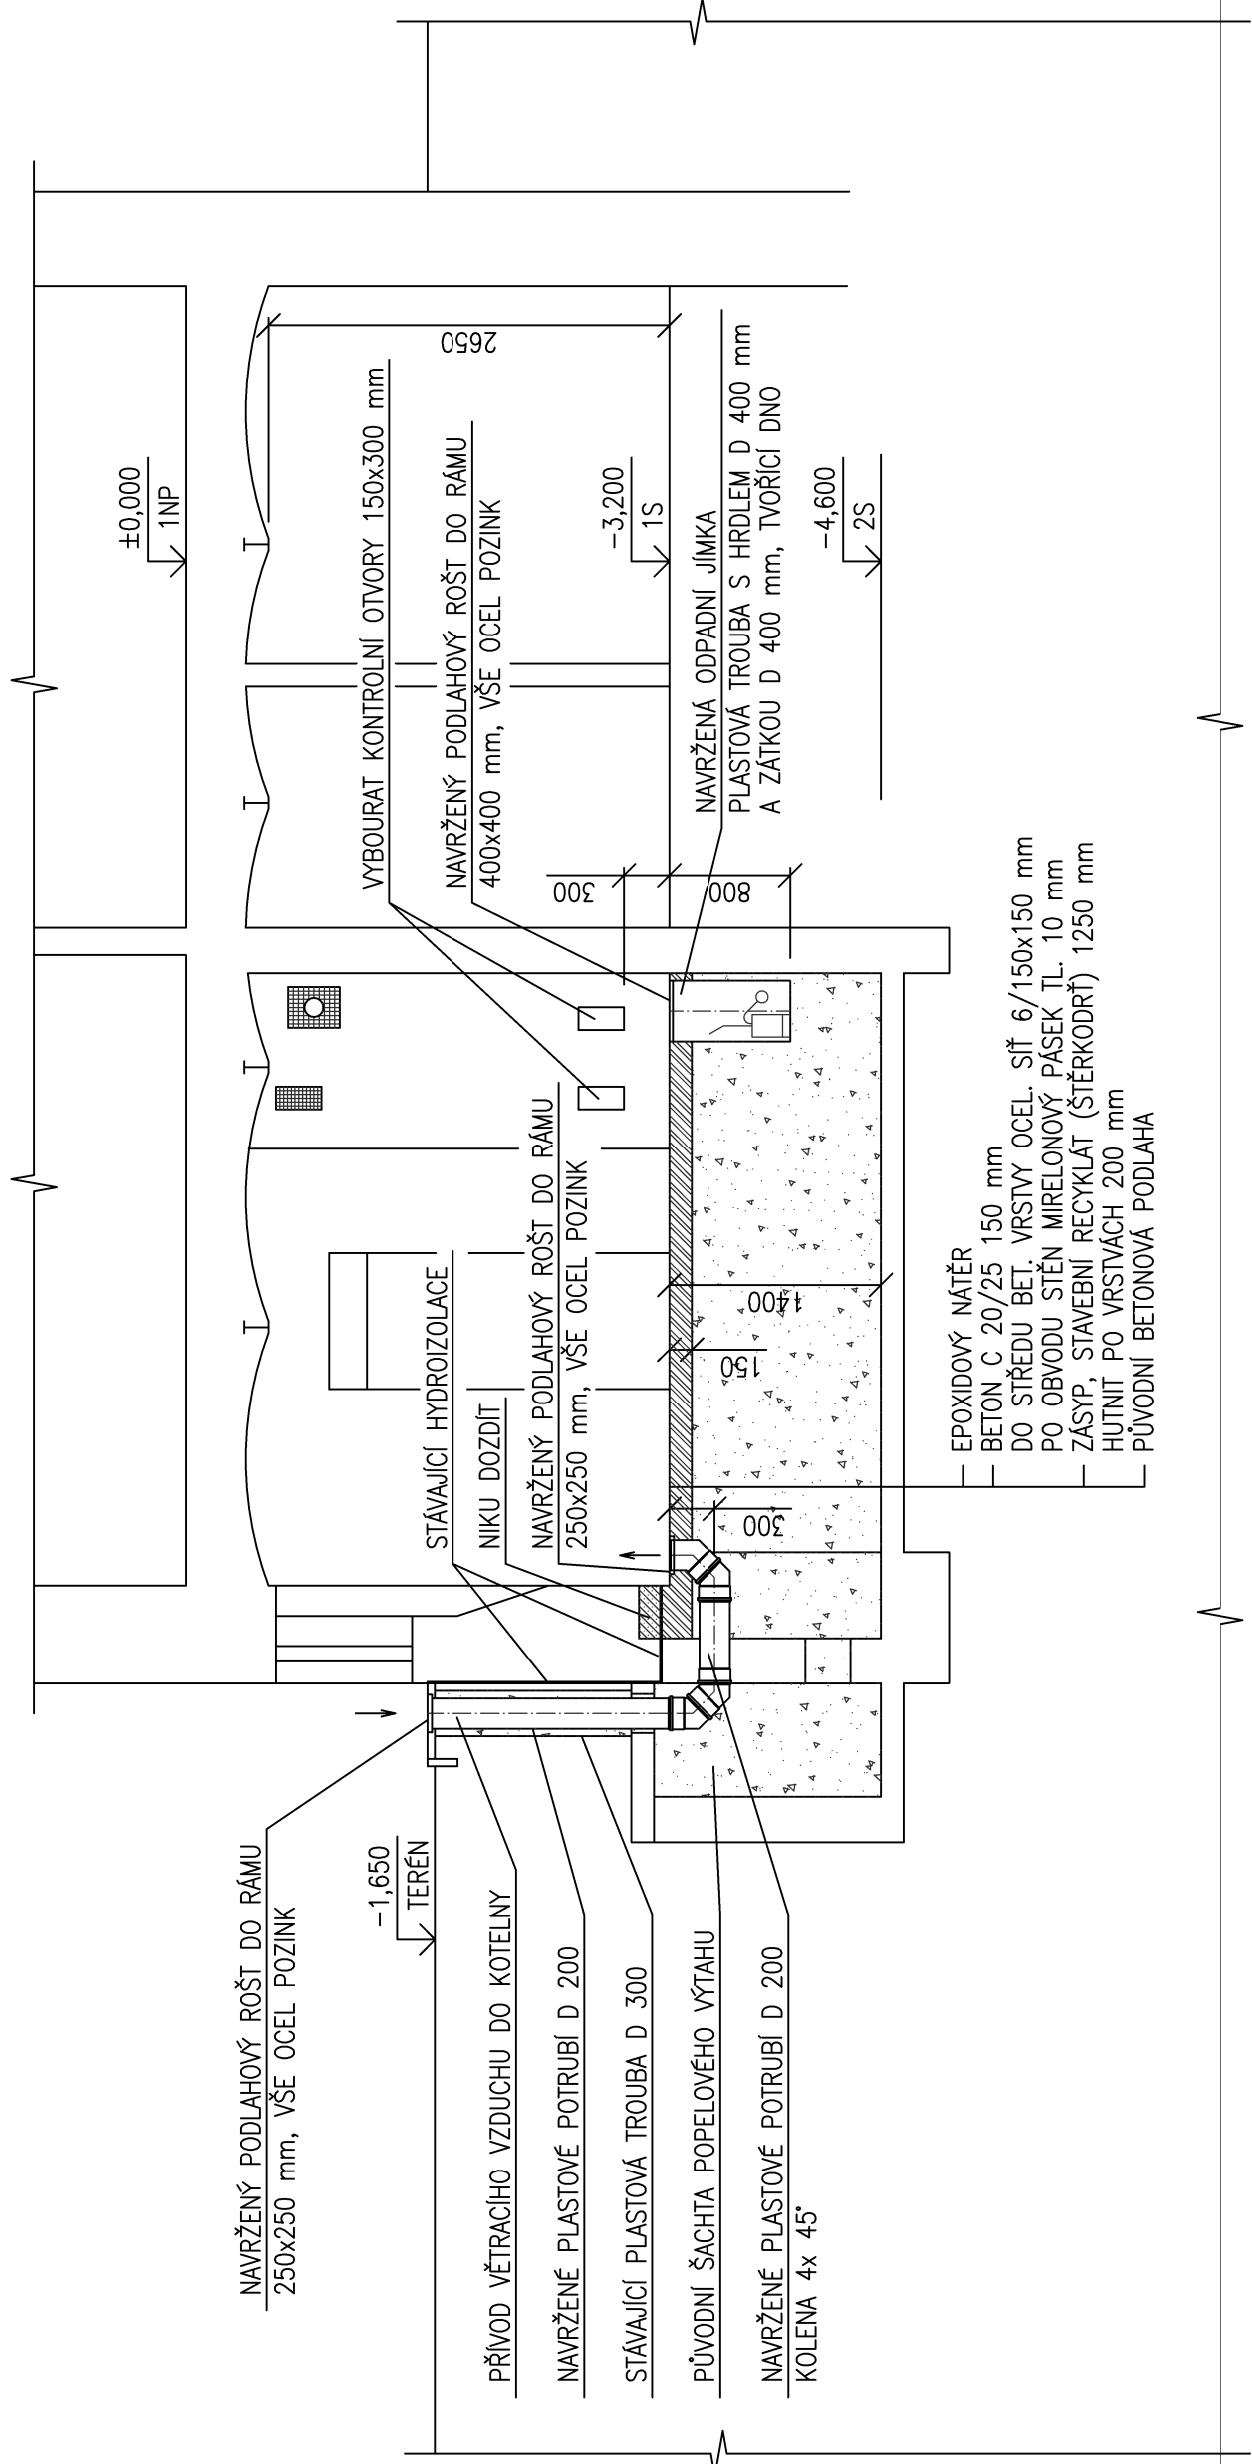 ±0,000
1NP
2650
VYBOURAT KONTROLNÍ OTVORY 150x300 mm
NAVRŽENÝ PODLAHOVÝ ROŠT DO RÁMU
400x400 mm, VŠE OCEL POZINK
-3,200
1S
NAVRŽENÁ ODPADNÍ JÍMKA
PLASTOVÁ TROUBA S HRDLEM D 400 mm
A ZÁTKOU D 400 mm, TVOŘÍCÍ DNO
-4,600
2S
300
800
STÁVAJÍCÍ HYDROIZOLACE
NIKU DOZDÍT
NAVRŽENÝ PODLAHOVÝ ROŠT DO RÁMU
250x250 mm, VŠE OCEL POZINK
1400
150
300
EPOXIDOVÝ NÁTĚR
BETON C 20/25 150 mm
DO STŘEDU BET. VRSTVY OCEL. SÍŤ 6/150x150 mm
PO OBVODU STĚN MIRELONOVÝ PÁSEK TL. 10 mm
ZÁSYP, STAVEBNÍ RECYKLÁT (ŠTĚRKODRŤ) 1250 mm
HUTNIT PO VRSTVÁCH 200 mm
PŮVODNÍ BETONOVÁ PODLAHA
NAVRŽENÝ PODLAHOVÝ ROŠT DO RÁMU
250x250 mm, VŠE OCEL POZINK
-1,650
TERÉN
PŘÍVOD VĚTRACÍHO VZDUCHU DO KOTELNY
NAVRŽENÉ PLASTOVÉ POTRUBÍ D 200
STÁVAJÍCÍ PLASTOVÁ TROUBA D 300
PŮVODNÍ ŠACHTA POPELOVÉHO VÝTAHU
NAVRŽENÉ PLASTOVÉ POTRUBÍ D 200
KOLENA 4x 45°